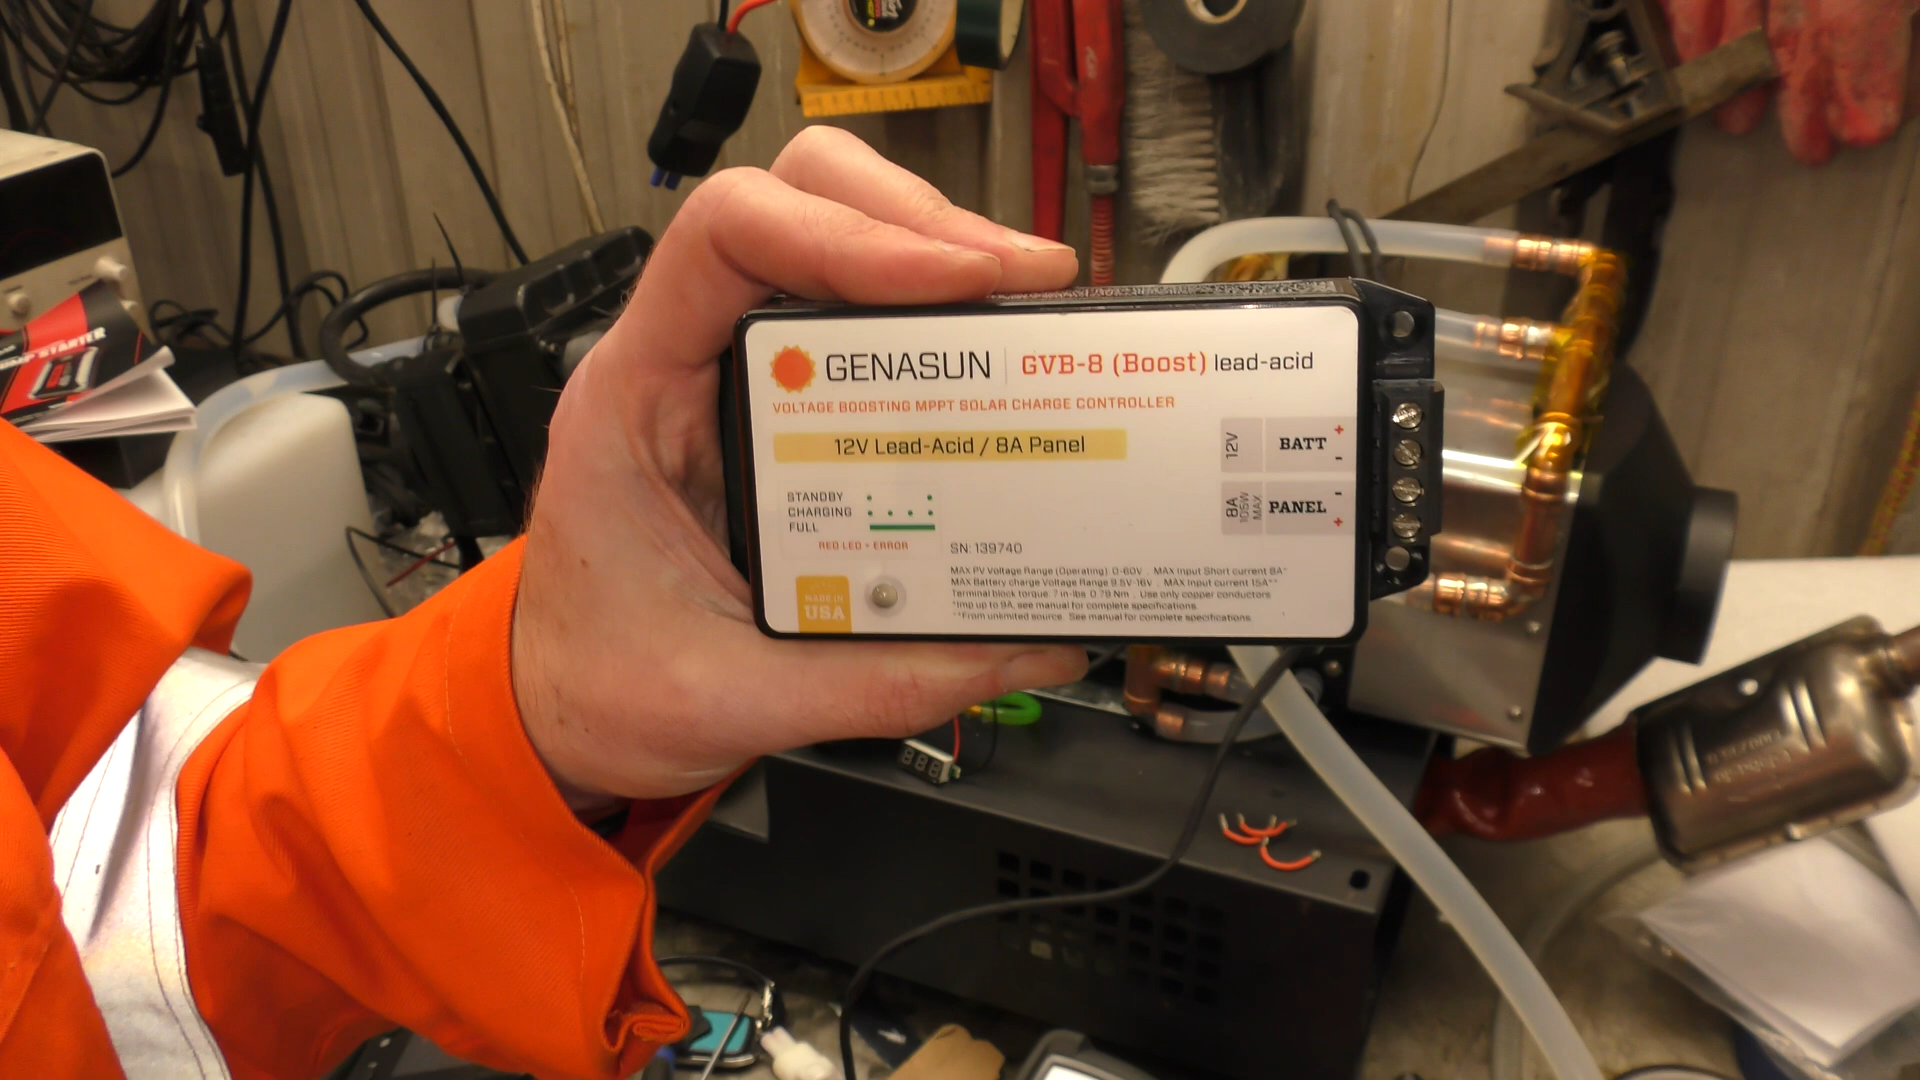 GENASUN | GVB-8 (Boost) lead-acid
VOLTAGE BOOSTING MPPT SOLAR CHARGE CONTROLLER
12V Lead-Acid / 8A Panel
12V BATT + -
8A 105W MAX PANEL - +
STANDBY
CHARGING
FULL
RED LED = ERROR
SN: 139740
MAX PV Voltage Range (Operating) 0-60V . MAX Input Short current 8A*
MAX Battery charge Voltage Range 9.5V-16V . MAX Input current 15A**
Terminal block torque: 7 in-lbs 0.79 Nm . Use only copper conductors
*Imp up to 9A, see manual for complete specifications.
**From unlimited source. See manual for complete specifications.
MADE IN
USA
STARTER